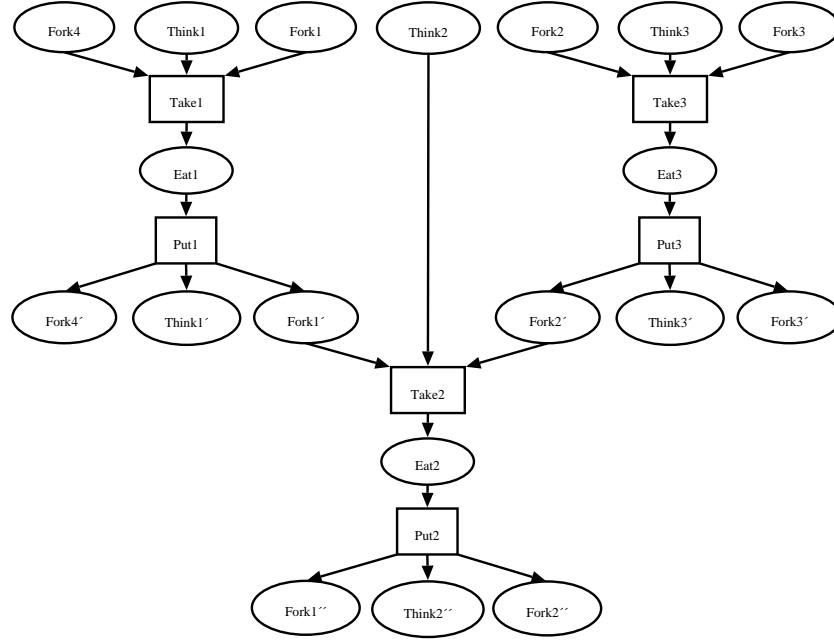 Fork4 Think1 Fork1 Think2 Fork2 Think3 Fork3
Take1 Take3
Eat1 Eat3
Put1 Put3
Fork4´ Think1´ Fork1´ Fork2´ Think3´ Fork3´
Take2
Eat2
Put2
Fork1´´ Think2´´ Fork2´´